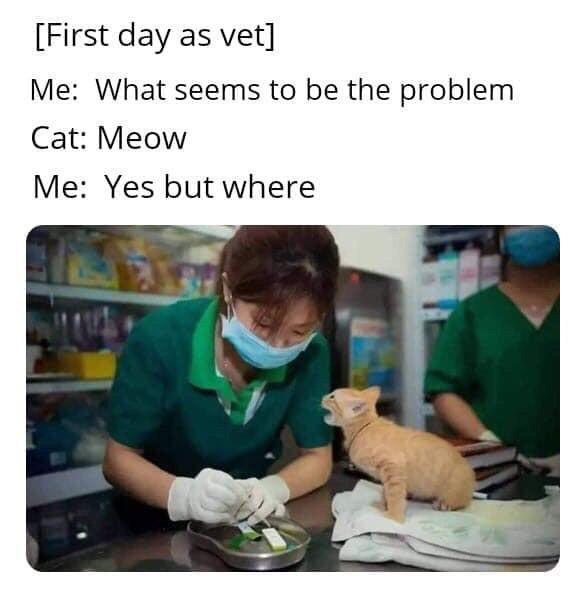 [First day as vet]
Me: What seems to be the problem
Cat: Meow
Me: Yes but where